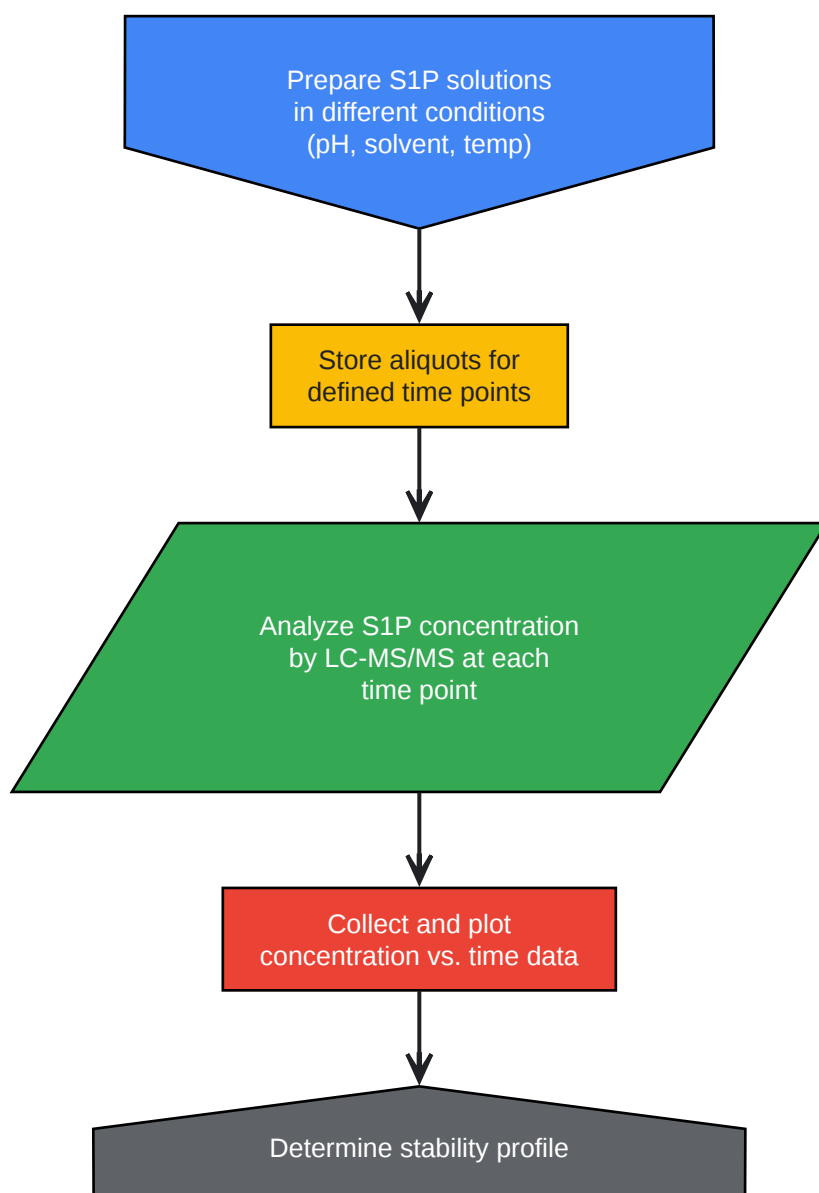 Prepare S1P solutions
in different conditions
(pH, solvent, temp)
Store aliquots for
defined time points
Analyze S1P concentration
by LC-MS/MS at each
time point
Collect and plot
concentration vs. time data
Determine stability profile